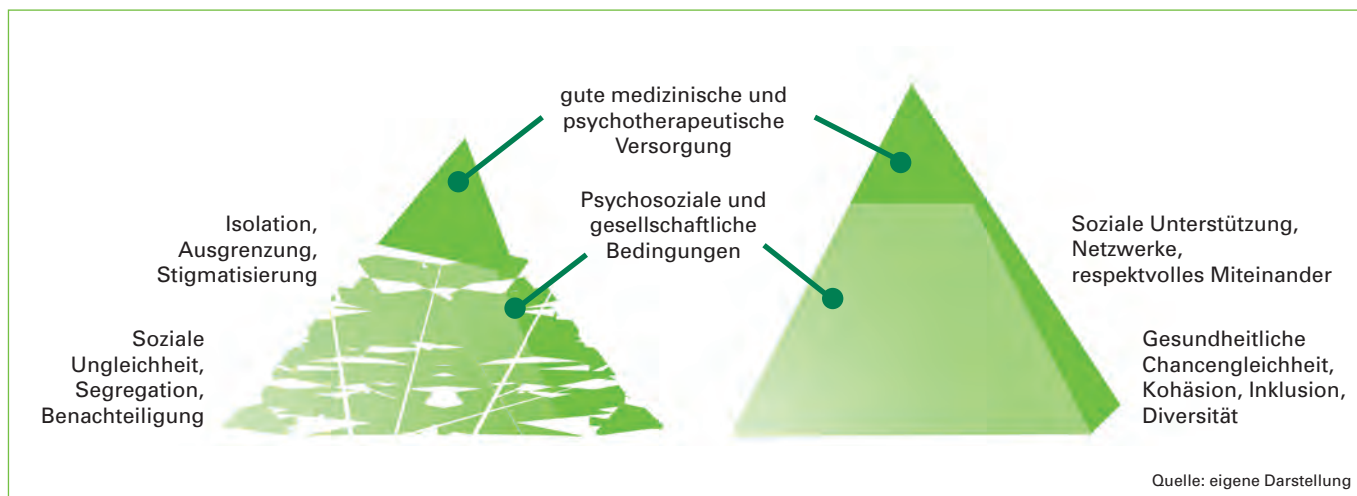 gute medizinische und
psychotherapeutische
Versorgung
Psychosoziale und
gesellschaftliche
Bedingungen
Isolation,
Ausgrenzung,
Stigmatisierung
Soziale
Ungleichheit,
Segregation,
Benachteiligung
Soziale Unterstützung,
Netzwerke,
respektvolles Miteinander
Gesundheitliche
Chancengleichheit,
Kohäsion, Inklusion,
Diversität
Quelle: eigene Darstellung